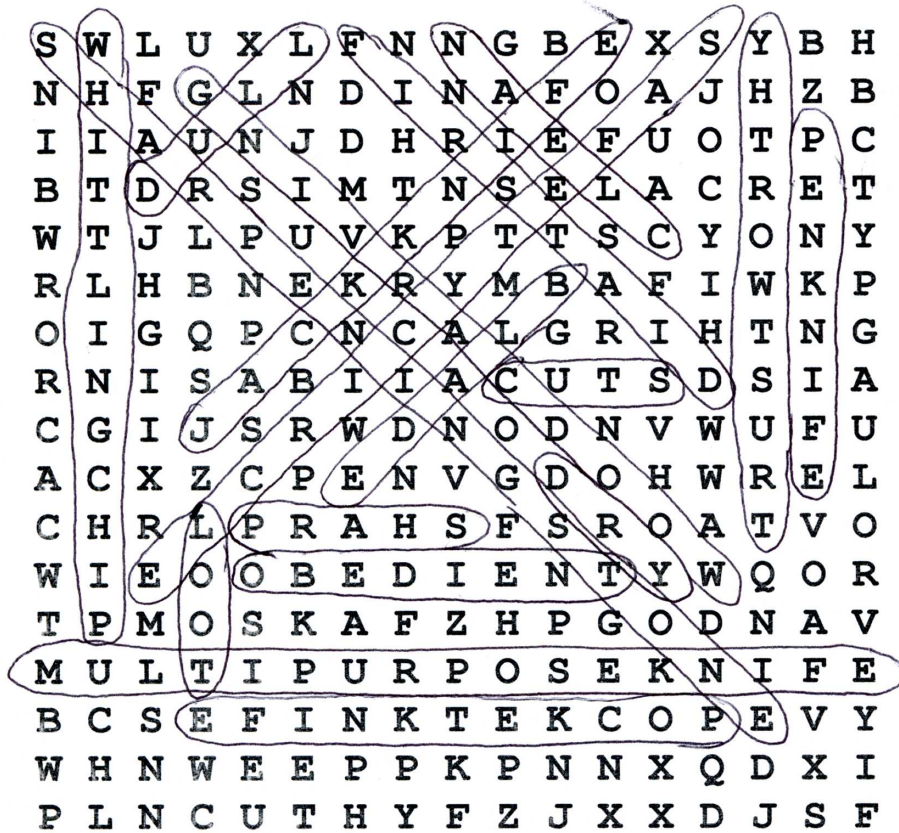 S W L U X L F N N G B E X S Y B H
N H F G L N D I N A F O A J H Z B
I I A U N J D H R I E F U O T P C
B T D R S I M T N S E L A C R E T
W T J L P U V K P T T S C Y O N Y
R L H B N E K R Y M B A F I W K P
O I G Q P C N C A L G R I H T N G
R N I S A B I I A C U T S D S I A
C G I J S R W D N O D N V W U F U
A C X Z C P E N V G D O H W R E L
C H R L P R A H S F S R O A T V O
W I E O O B E D I E N T Y W Q O R
T P M O S K A F Z H P G O D N A V
M U L T I P U R P O S E K N I F E
B C S E F I N K T E K C O P E V Y
W H N W E E P P K P N N X Q D X I
P L N C U T H Y F Z J X X D J S F